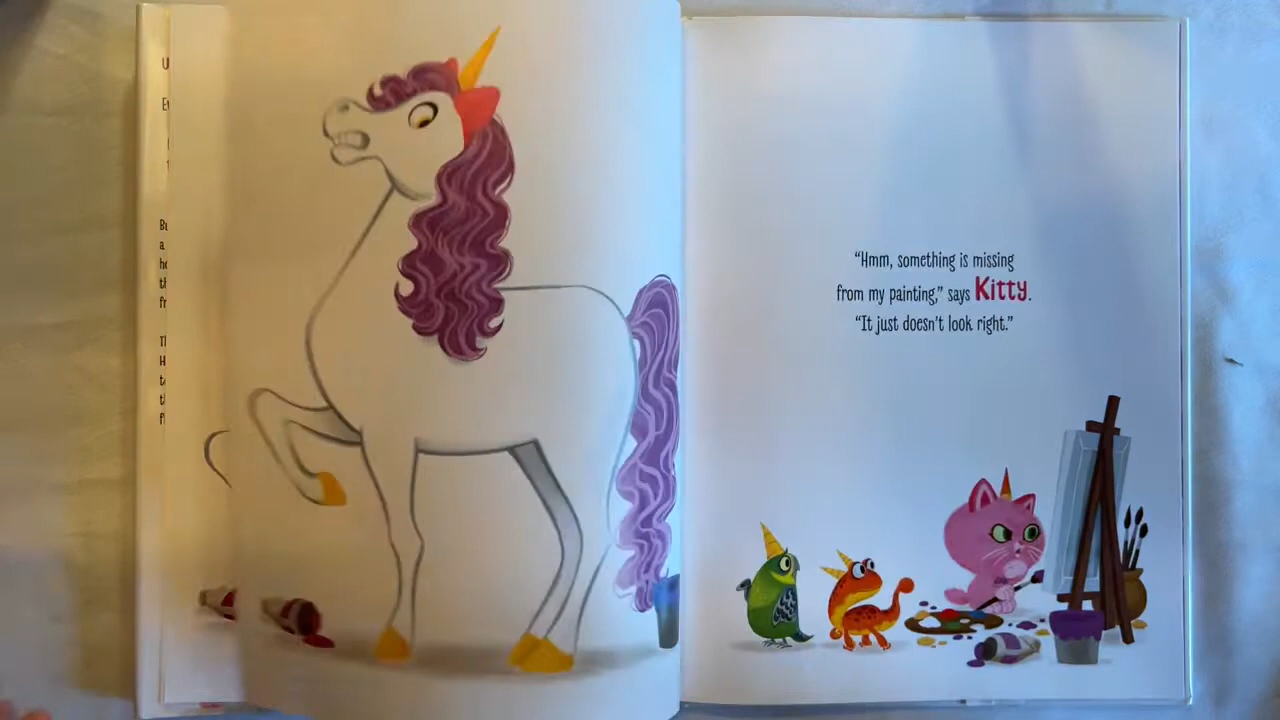 “Hmm, something is missing
from my painting,” says Kitty.
“It just doesn’t look right.”